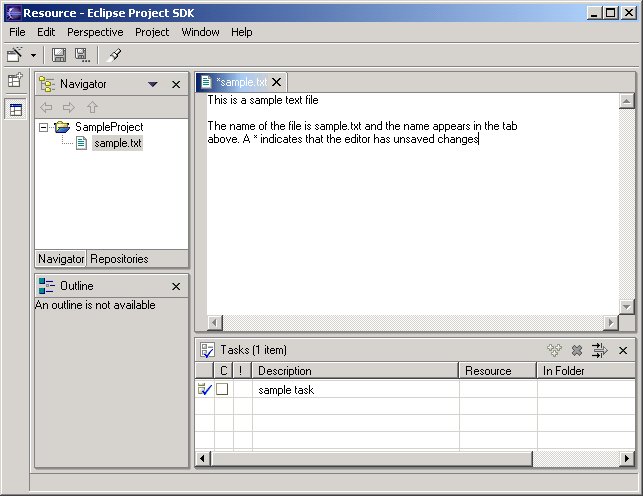 Resource - Eclipse Project SDK
File Edit Perspective Project Window Help
Navigator
*sample.txt
This is a sample text file
The name of the file is sample.txt and the name appears in the tab
above. A * indicates that the editor has unsaved changes
SampleProject
sample.txt
Navigator Repositories
Outline
An outline is not available
Tasks (1 item)
C ! Description Resource In Folder
sample task